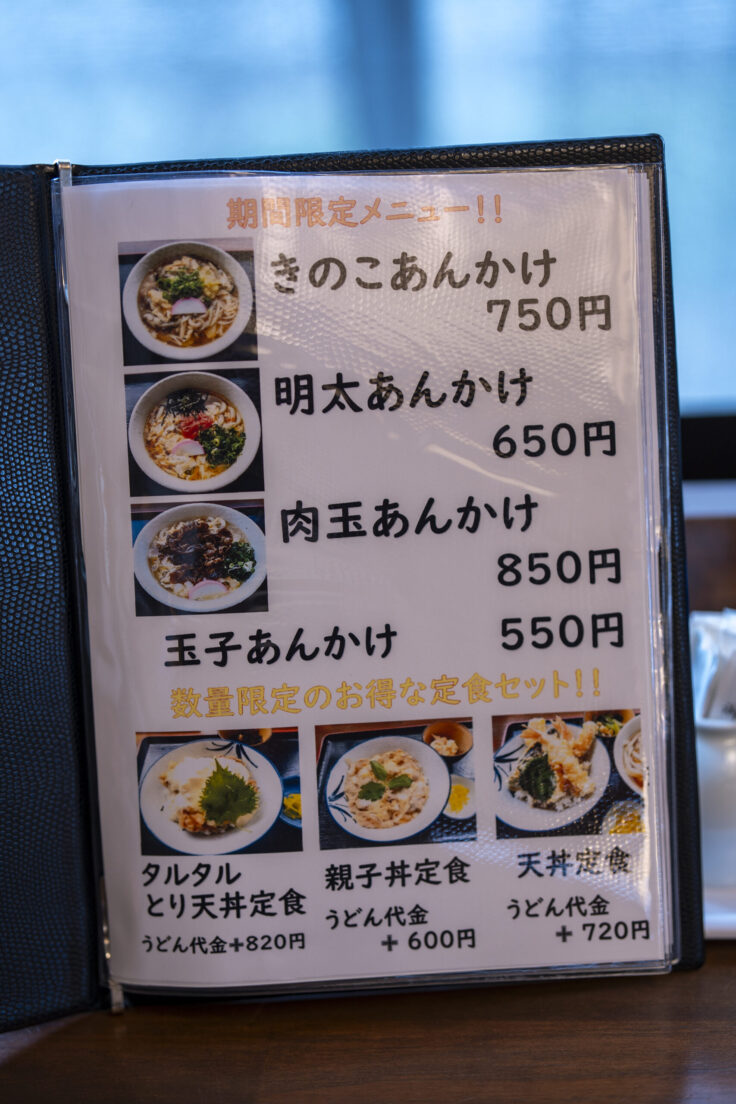 期間限定メニュー!!
きのこあんかけ
750円
明太あんかけ
650円
肉玉あんかけ
850円
玉子あんかけ 550円
数量限定のお得な定食セット!!
タルタル
とり天丼定食
うどん代金+820円
親子丼定食
うどん代金
+600円
天丼定食
うどん代金
+720円